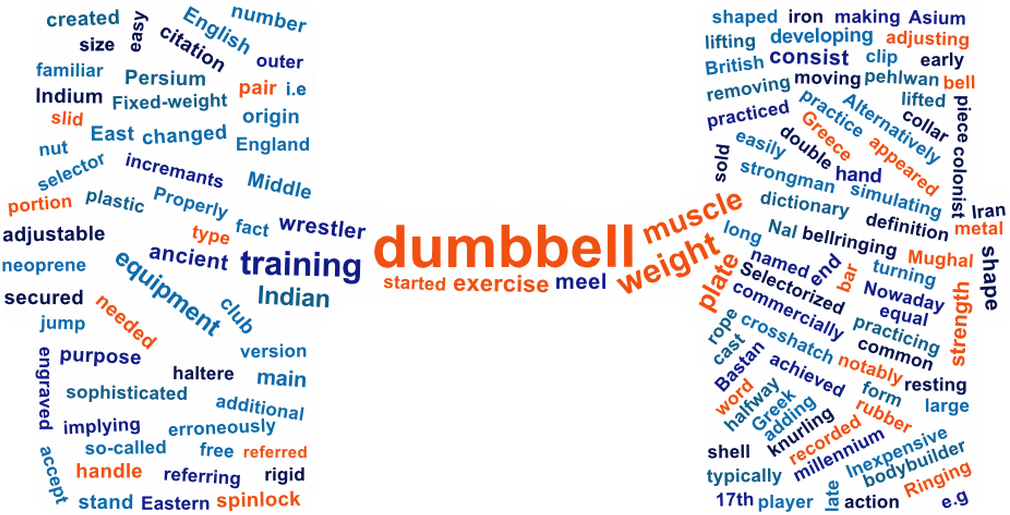 created
size
easy
citation
English
number
outer
familiar
Persium
pair
i.e
Indium
Fixed-weight
slid
East
changed
origin
nut
England
selector
incremants
Middle
portion
plastic
Properly
fact
wrestler
type
adjustable
ancient
training
neoprene
equipment
Indian
secured
needed
club
jump
engraved
purpose
version
haltere
main
sophisticated
additional
implying
erroneously
so-called
free
referred
accept
handle
referring
rigid
stand
Eastern
spinlock
dumbbell
started
exercise
meel
muscle
weight
shaped
iron
making
Asium
lifting
developing
adjusting
British
consist
clip
early
removing
moving
pehlwan
bell
practiced
practice
Alternatively
lifted
collar
piece
Greece
appeared
double
easily
sold
hand
colonist
strongman
simulating
dictionary
definition
Iran
metal
long
Nal
bellringing
Mughal
shape
plate
named
end
bar
turning
Selectorized
Nowaday
equal
strength
commercially
rope
crosshatch
practicing
common
cast
Bastan
achieved
notably
resting
word
halfway
Greek
form
large
adding
knurling
rubber
recorded
shell
millennium
Inexpensive
bodybuilder
typically
Ringing
17th
player
late
action
e.g